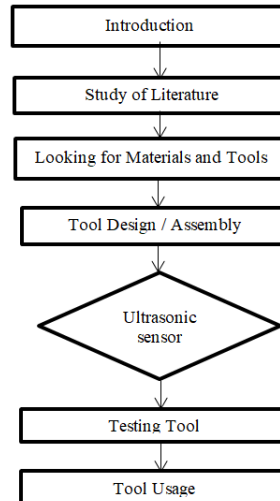 Introduction
Study of Literature
Looking for Materials and Tools
Tool Design / Assembly
Ultrasonic
sensor
Testing Tool
Tool Usage